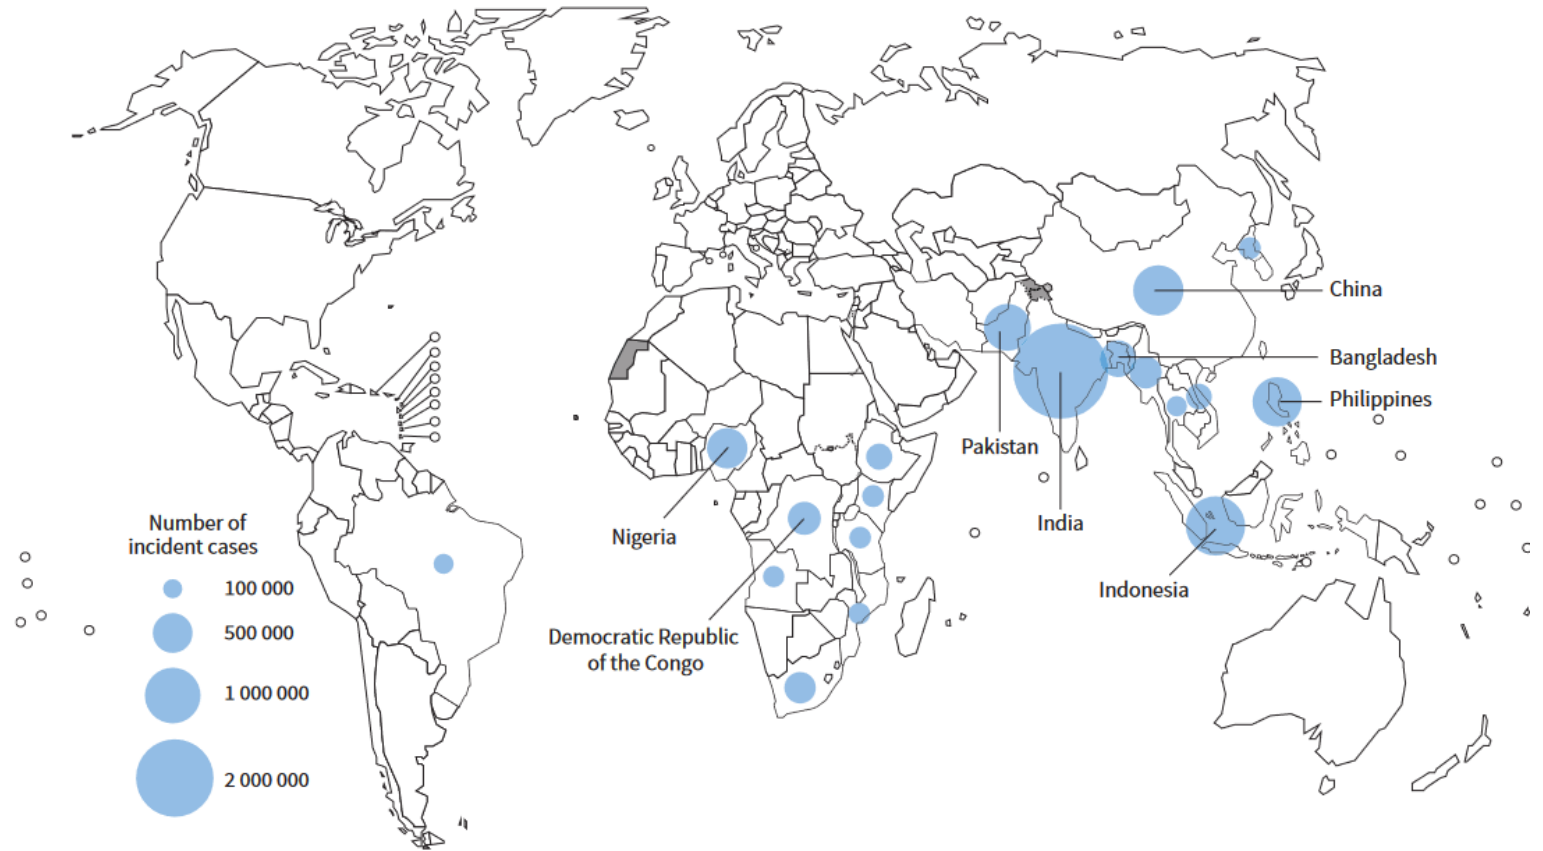 China
Bangladesh
Philippines
Pakistan
India
Nigeria
Indonesia
Democratic Republic
of the Congo
Number of
incident cases
100 000
500 000
1 000 000
2 000 000